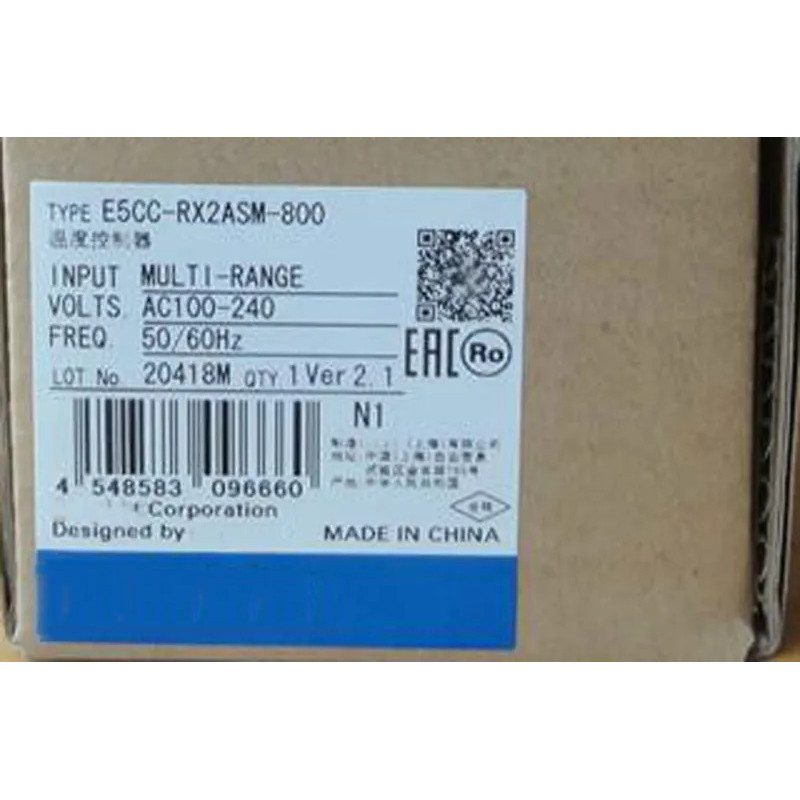 TYPE E5CC-RX2ASM-800
温度控制器
INPUT MULTI-RANGE
VOLTS. AC100-240
FREQ. 50/60Hz
LOT No. 20418M QTY. 1 Ver 2.1
EAC Ro
N1
4 548583 096660
Corporation
Designed by
MADE IN CHINA